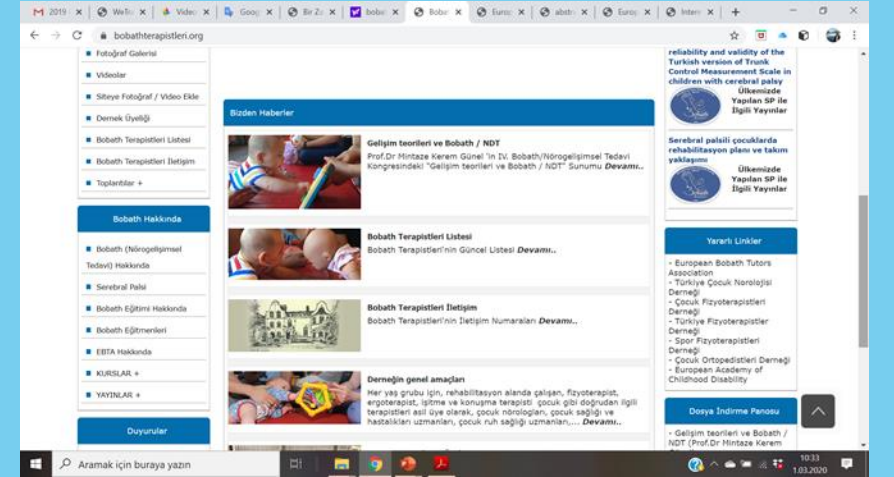 2019
Video
Goog
Bir Zi
bobat
Bobat
Europ
abstra
Europ
Intern
bobathterapistleri.org
Fotoğraf Galerisi
Videolar
Siteye Fotoğraf / Video Ekle
Dernek Üyeliği
Bobath Terapistleri Listesi
Bobath Terapistleri İletişim
Toplantılar +
Bobath Hakkında
Bobath (Nörogelişimsel
Tedavi) Hakkında
Serebral Palsi
Bobath Eğitimi Hakkında
Bobath Eğitmenleri
EBTA Hakkında
KURSLAR +
YAYINLAR +
Duyurular
Bizden Haberler
Gelişim teorileri ve Bobath / NDT
Prof.Dr Mintaze Kerem Günel 'in IV. Bobath/Nörogelişimsel Tedavi
Kongresindeki "Gelişim teorileri ve Bobath / NDT" Sunumu Devamı..
Bobath Terapistleri Listesi
Bobath Terapistleri'nin Güncel Listesi Devamı..
Bobath Terapistleri İletişim
Bobath Terapistleri'nin İletişim Numaraları Devamı..
Derneğin genel amaçları
Her yaş grubu için, rehabilitasyon alanda çalışan, fizyoterapist,
ergoterapist, işitme ve konuşma terapisti çocuk gibi doğrudan ilgili
terapistleri asil üye olarak, çocuk nörologları, çocuk sağlığı ve
hastalıkları uzmanları, çocuk ruh sağlığı uzmanları,... Devamı..
reliability and validity of the
Turkish version of Trunk
Control Measurement Scale in
children with cerebral palsy
Ülkemizde
Yapılan SP ile
İlgili Yayınlar
Serebral palsili çocuklarda
rehabilitasyon planı ve takım
yaklaşımı
Ülkemizde
Yapılan SP ile
İlgili Yayınlar
Yararlı Linkler
- European Bobath Tutors
Association
- Türkiye Çocuk Norolojisi
Derneği
- Çocuk Fizyoterapistleri
Derneği
- Türkiye Fizyoterapistler
Derneği
- Spor Fizyoterapistleri
Derneği
- Çocuk Ortopedistleri Derneği
- European Academy of
Childhood Disability
Dosya İndirme Panosu
- Gelişim teorileri ve Bobath /
NDT (Prof.Dr Mintaze Kerem
Aramak için buraya yazın
10:33
1.03.2020